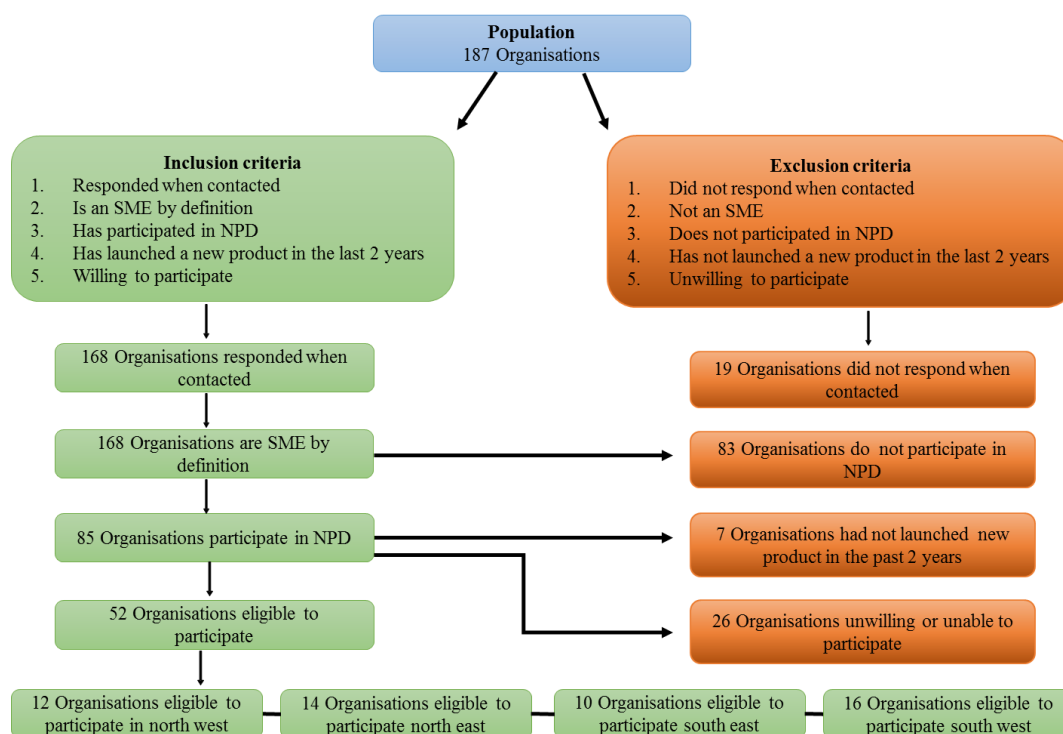 Population
187 Organisations
Inclusion criteria
1. Responded when contacted
2. Is an SME by definition
3. Has participated in NPD
4. Has launched a new product in the last 2 years
5. Willing to participate
Exclusion criteria
1. Did not respond when contacted
2. Not an SME
3. Does not participated in NPD
4. Has not launched a new product in the last 2 years
5. Unwilling to participate
168 Organisations responded when
contacted
19 Organisations did not respond when
contacted
168 Organisations are SME by
definition
83 Organisations do not participate in
NPD
85 Organisations participate in NPD
7 Organisations had not launched new
product in the past 2 years
52 Organisations eligible to
participate
26 Organisations unwilling or unable to
participate
12 Organisations eligible to
participate in north west
14 Organisations eligible to
participate north east
10 Organisations eligible to
participate south east
16 Organisations eligible to
participate south west